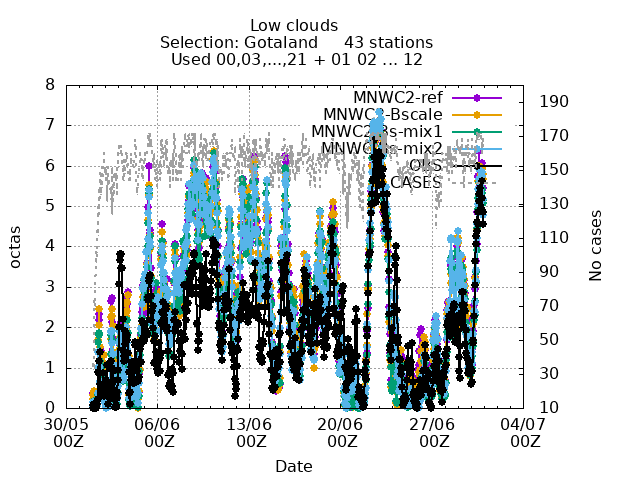 Low clouds
Selection: Gotaland 43 stations
Used 00,03,...,21 + 01 02 ... 12
8
7
6
5
4
3
2
1
0
octas
190
170
150
130
110
90
70
50
30
10
No cases
MNWC2-ref
MNWC2-Bscale
MNWC2-Bs-mix1
OBS
CASES
30/05 06/06 13/06 20/06 27/06 04/07
00Z 00Z 00Z 00Z 00Z 00Z
Date